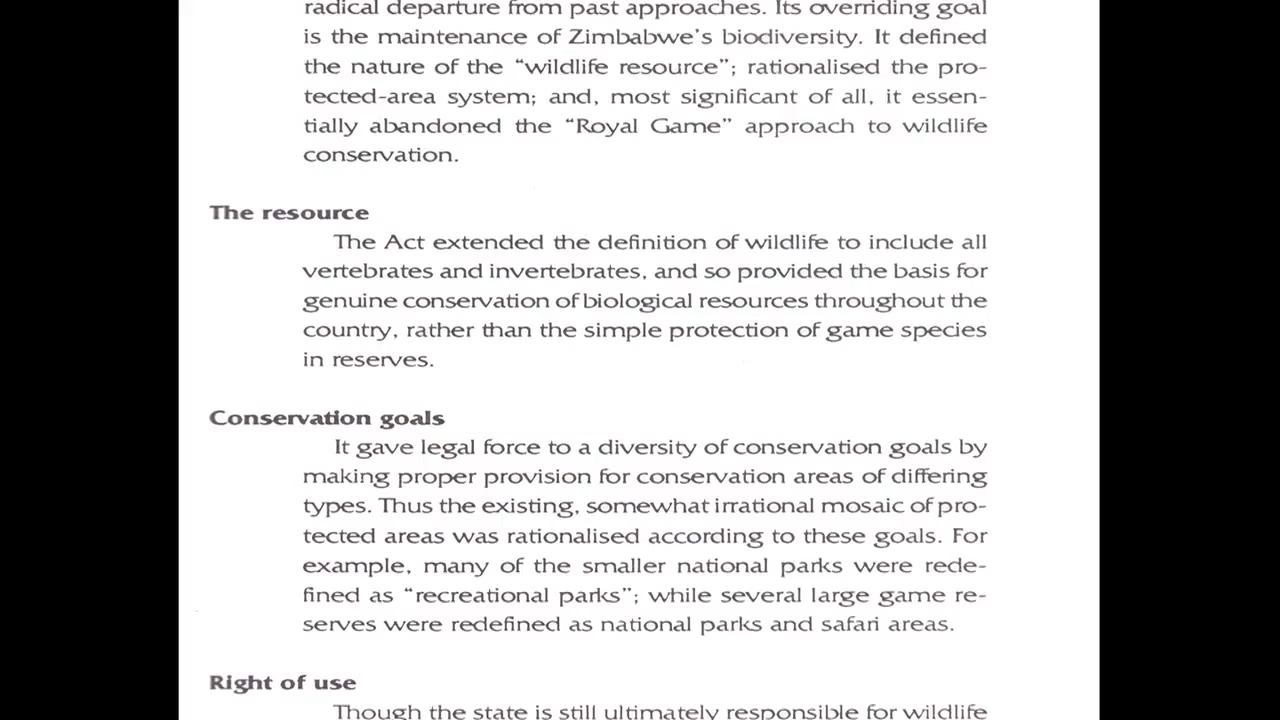 radical departure from past approaches. Its overriding goal
is the maintenance of Zimbabwe's biodiversity. It defined
the nature of the “wildlife resource”; rationalised the pro-
tected-area system; and, most significant of all, it essen-
tially abandoned the “Royal Game” approach to wildlife
conservation.
The resource
The Act extended the definition of wildlife to include all
vertebrates and invertebrates, and so provided the basis for
genuine conservation of biological resources throughout the
country, rather than the simple protection of game species
in reserves.
Conservation goals
It gave legal force to a diversity of conservation goals by
making proper provision for conservation areas of differing
types. Thus the existing, somewhat irrational mosaic of pro-
tected areas was rationalised according to these goals. For
example, many of the smaller national parks were rede-
fined as “recreational parks”; while several large game re-
serves were redefined as national parks and safari areas.
Right of use
Though the state is still ultimately responsible for wildlife